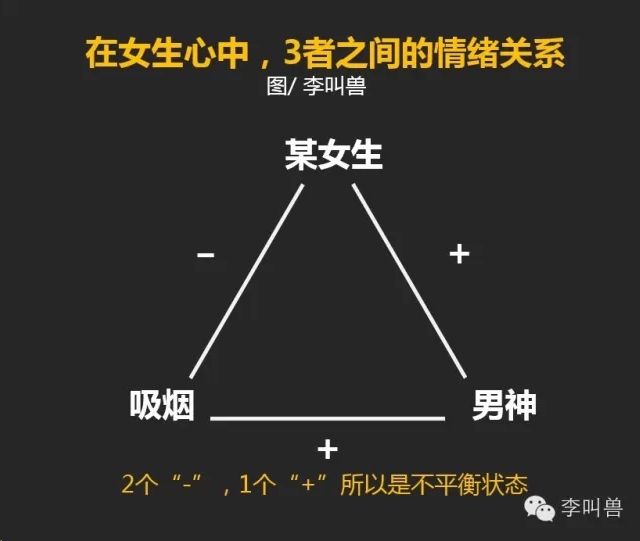 在女生心中，3者之间的情绪关系
图/ 李叫兽
某女生
–
+
吸烟
男神
+
2个“-”，1个“+”所以是不平衡状态
李叫兽